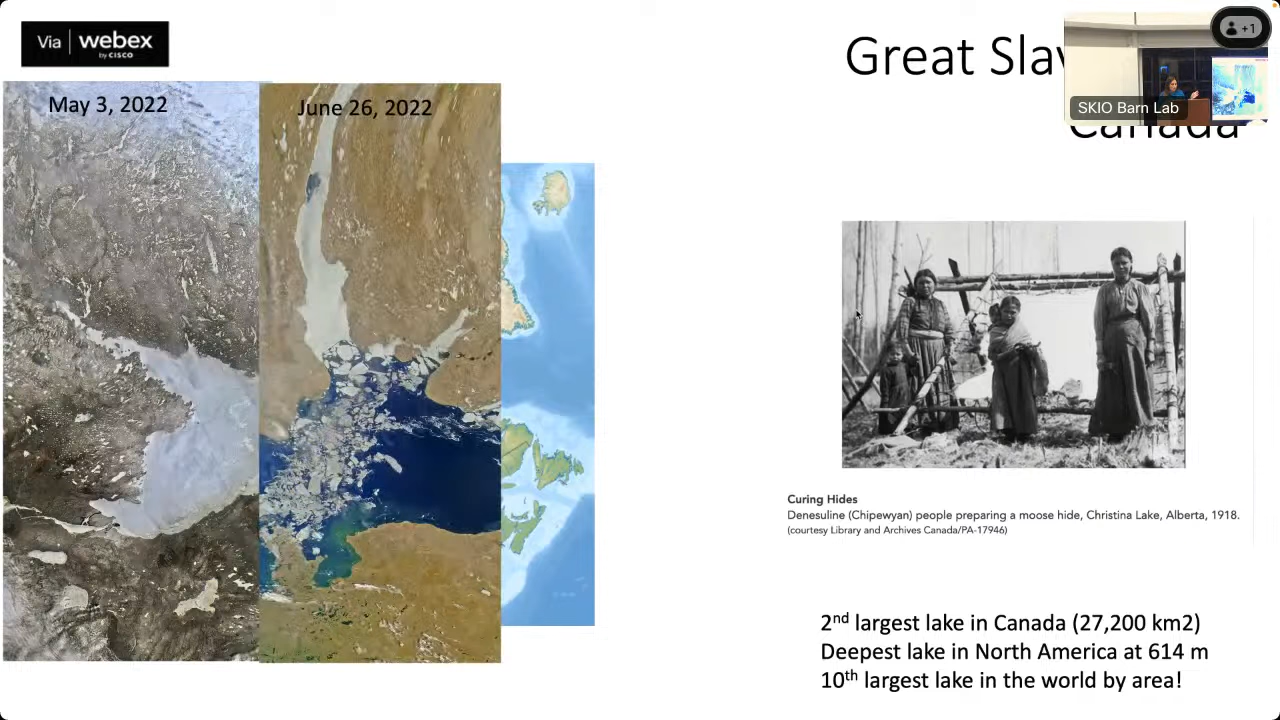 Via | webex
by CISCO
Great
Canada
+1
SKIO Barn Lab
May 3, 2022
June 26, 2022
Curing Hides
Denesuline (Chipewyan) people preparing a moose hide, Christina Lake, Alberta, 1918.
(courtesy Library and Archives Canada/PA-17946)
2nd largest lake in Canada (27,200 km2)
Deepest lake in North America at 614 m
10th largest lake in the world by area!